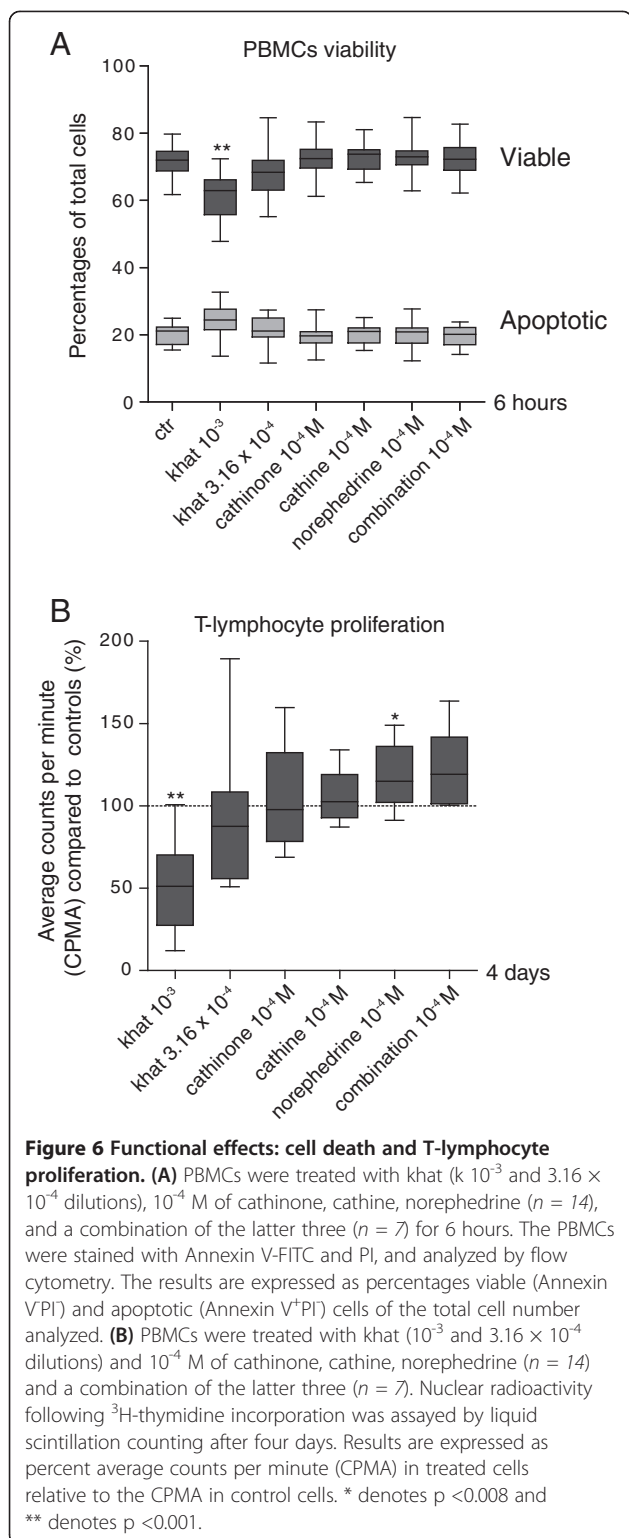 A
PBMCs viability
Percentages of total cells
100
80
60
40
20
0
**
Viable
Apoptotic
6 hours
ctr
khat 10⁻³
khat 3.16 x 10⁻⁴
cathinone 10⁻⁴ M
cathine 10⁻⁴ M
norephedrine 10⁻⁴ M
combination 10⁻⁴ M
B
T-lymphocyte proliferation
Average counts per minute
(CPMA) compared to controls (%)
200
150
100
50
0
**
*
4 days
khat 10⁻³
khat 3.16 x 10⁻⁴
cathinone 10⁻⁴ M
cathine 10⁻⁴ M
norephedrine 10⁻⁴ M
combination 10⁻⁴ M
Figure 6 Functional effects: cell death and T-lymphocyte
proliferation. (A) PBMCs were treated with khat (k 10⁻³ and 3.16 ×
10⁻⁴ dilutions), 10⁻⁴ M of cathinone, cathine, norephedrine (n = 14),
and a combination of the latter three (n = 7) for 6 hours. The PBMCs
were stained with Annexin V-FITC and PI, and analyzed by flow
cytometry. The results are expressed as percentages viable (Annexin
V⁻PI⁻) and apoptotic (Annexin V⁺PI⁻) cells of the total cell number
analyzed. (B) PBMCs were treated with khat (10⁻³ and 3.16 × 10⁻⁴
dilutions) and 10⁻⁴ M of cathinone, cathine, norephedrine (n = 14)
and a combination of the latter three (n = 7). Nuclear radioactivity
following ³H-thymidine incorporation was assayed by liquid
scintillation counting after four days. Results are expressed as
percent average counts per minute (CPMA) in treated cells
relative to the CPMA in control cells. * denotes p <0.008 and
** denotes p <0.001.